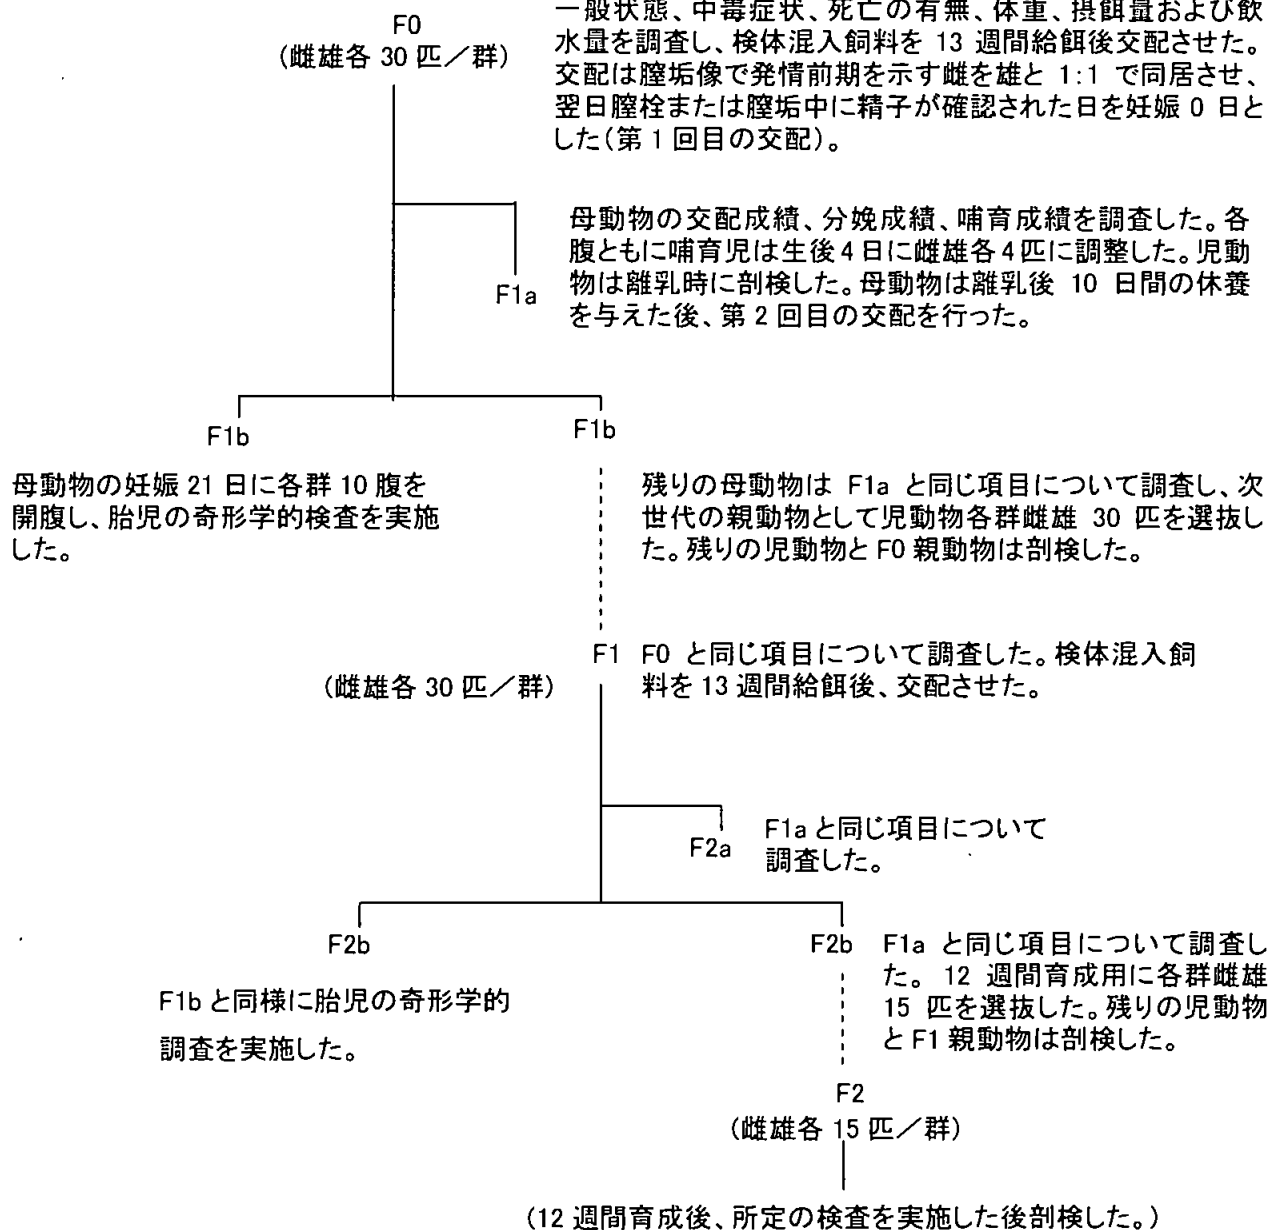 F0
(雌雄各 30 匹／群)
一般状態、中毒症状、死亡の有無、体重、摂餌量および飲
水量を調査し、検体混入飼料を 13 週間給餌後交配させた。
交配は膣垢像で発情前期を示す雌を雄と 1:1 で同居させ、
翌日膣栓または膣垢中に精子が確認された日を妊娠 0 日と
した(第 1 回目の交配)。
F1a
母動物の交配成績、分娩成績、哺育成績を調査した。各
腹ともに哺育児は生後 4 日に雌雄各 4 匹に調整した。児動
物は離乳時に剖検した。母動物は離乳後 10 日間の休養
を与えた後、第 2 回目の交配を行った。
F1b
母動物の妊娠 21 日に各群 10 腹を
開腹し、胎児の奇形学的検査を実施
した。
F1b
残りの母動物は F1a と同じ項目について調査し、次
世代の親動物として児動物各群雌雄 30 匹を選抜し
た。残りの児動物と F0 親動物は剖検した。
F1
(雌雄各 30 匹／群)
F0 と同じ項目について調査した。検体混入飼
料を 13 週間給餌後、交配させた。
F2a
F1a と同じ項目について
調査した。
F2b
F1b と同様に胎児の奇形学的
調査を実施した。
F2b
F1a と同じ項目について調査し
た。 12 週間育成用に各群雌雄
15 匹を選抜した。残りの児動物
と F1 親動物は剖検した。
F2
(雌雄各 15 匹／群)
(12 週間育成後、所定の検査を実施した後剖検した。)